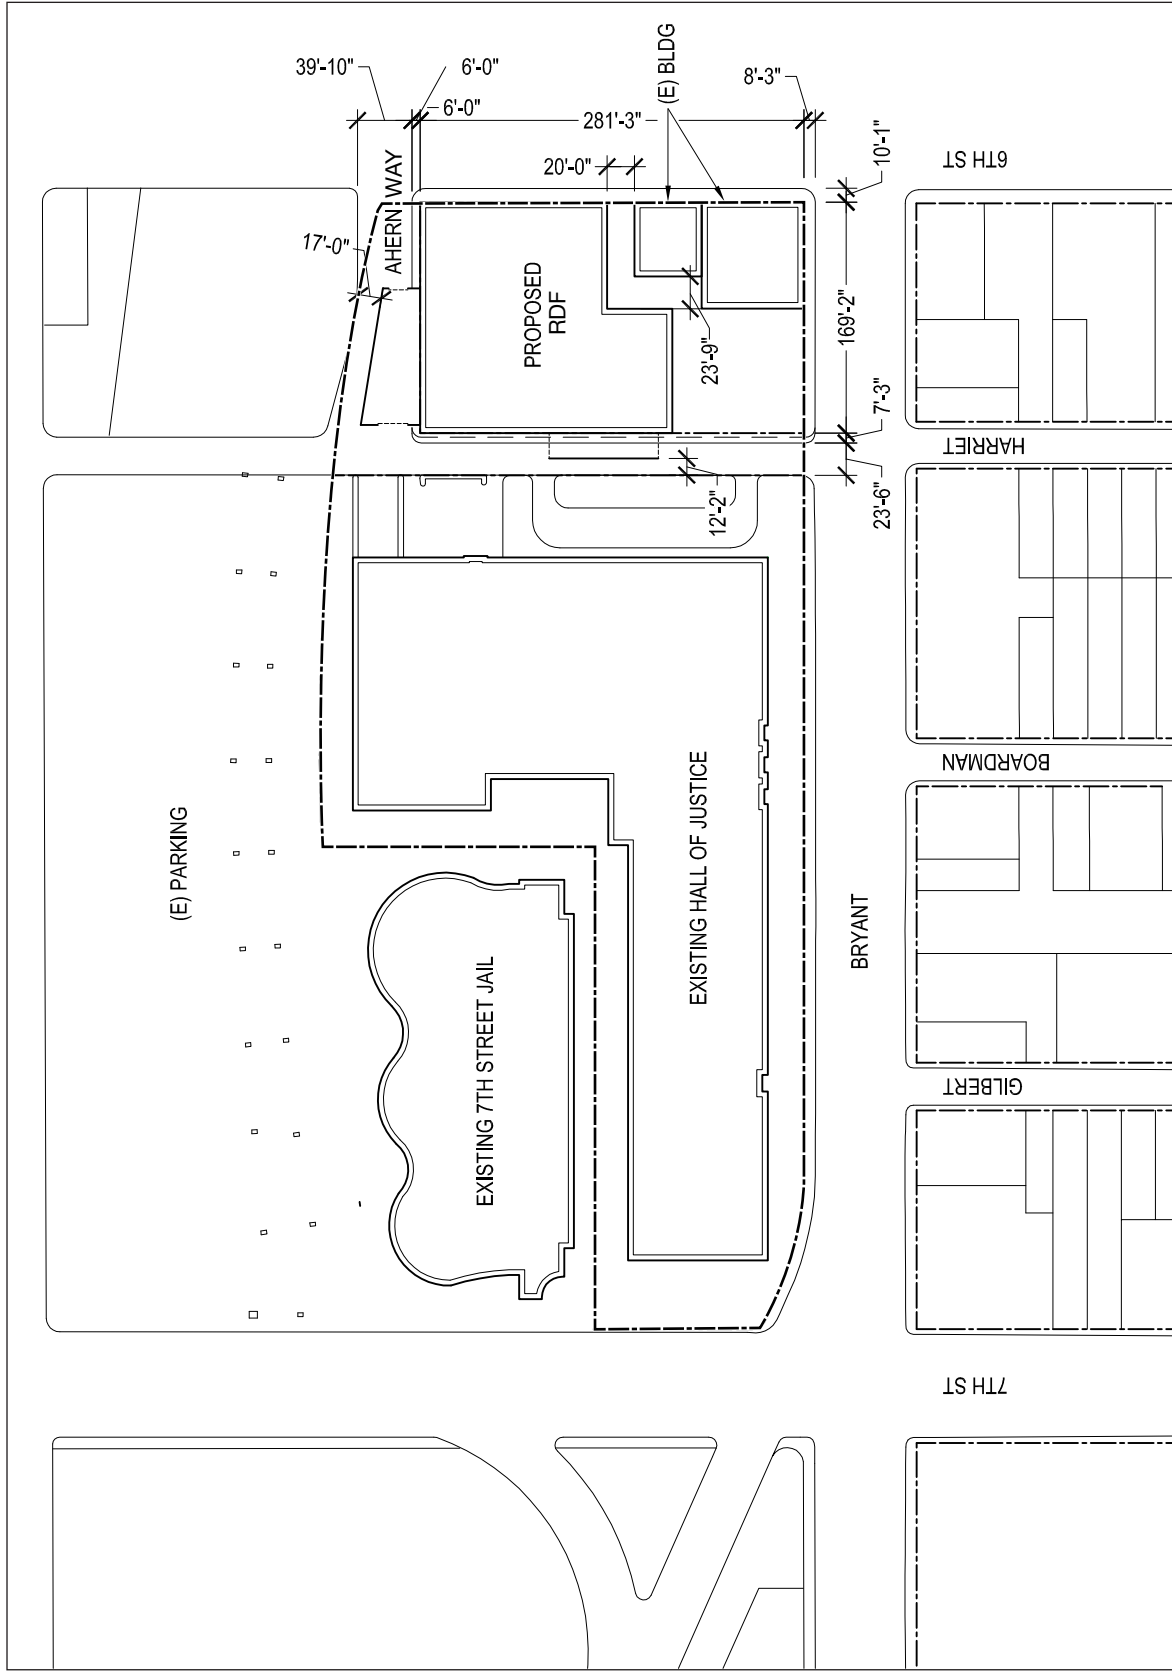 39'-10"
6'-0"
6'-0"
281'-3"
(E) BLDG
8'-3"
20'-0"
10'-1"
6TH ST
17'-0"
AHERN WAY
PROPOSED
RDF
23'-9"
169'-2"
7'-3"
HARRIET
12'-2"
23'-6"
(E) PARKING
EXISTING HALL OF JUSTICE
BOARDMAN
BRYANT
EXISTING 7TH STREET JAIL
GILBERT
7TH ST